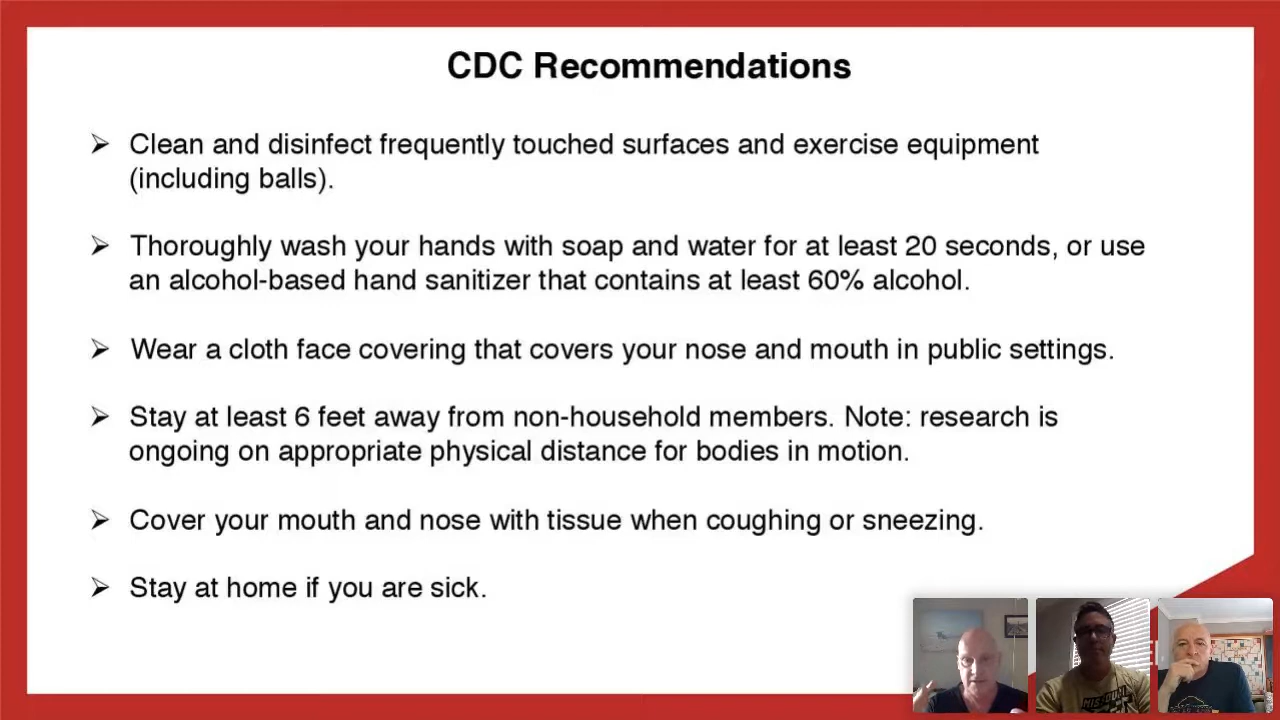 CDC Recommendations
Clean and disinfect frequently touched surfaces and exercise equipment
(including balls).
Thoroughly wash your hands with soap and water for at least 20 seconds, or use
an alcohol-based hand sanitizer that contains at least 60% alcohol.
Wear a cloth face covering that covers your nose and mouth in public settings.
Stay at least 6 feet away from non-household members. Note: research is
ongoing on appropriate physical distance for bodies in motion.
Cover your mouth and nose with tissue when coughing or sneezing.
Stay at home if you are sick.
MISSOURI